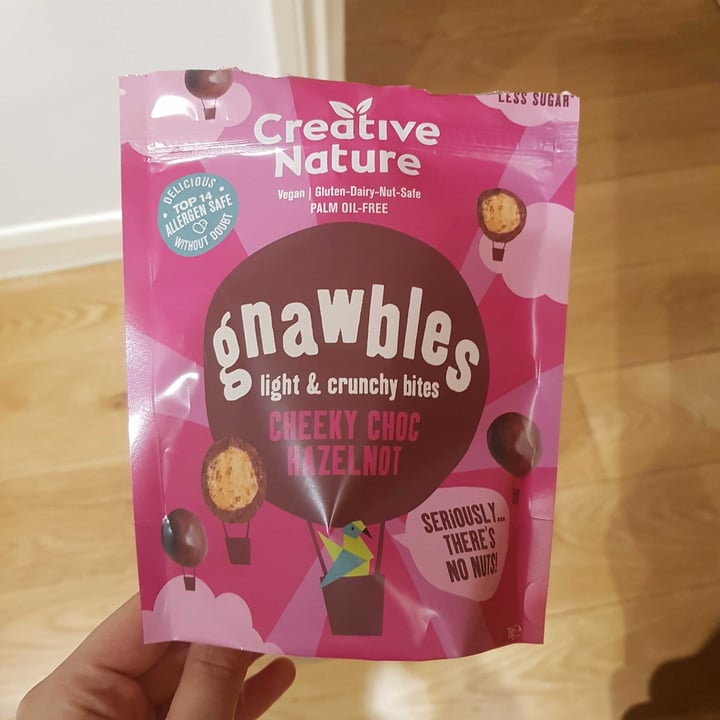 LESS SUGAR*
Creative
Nature
Vegan | Gluten-Dairy-Nut-Safe
PALM OIL-FREE
DELICIOUS
TOP 14
ALLERGEN SAFE
WITHOUT DOUBT
gnawbles
light & crunchy bites
CHEEKY CHOC
HAZELNOT
SERIOUSLY...
THERE'S
NO NUTS!